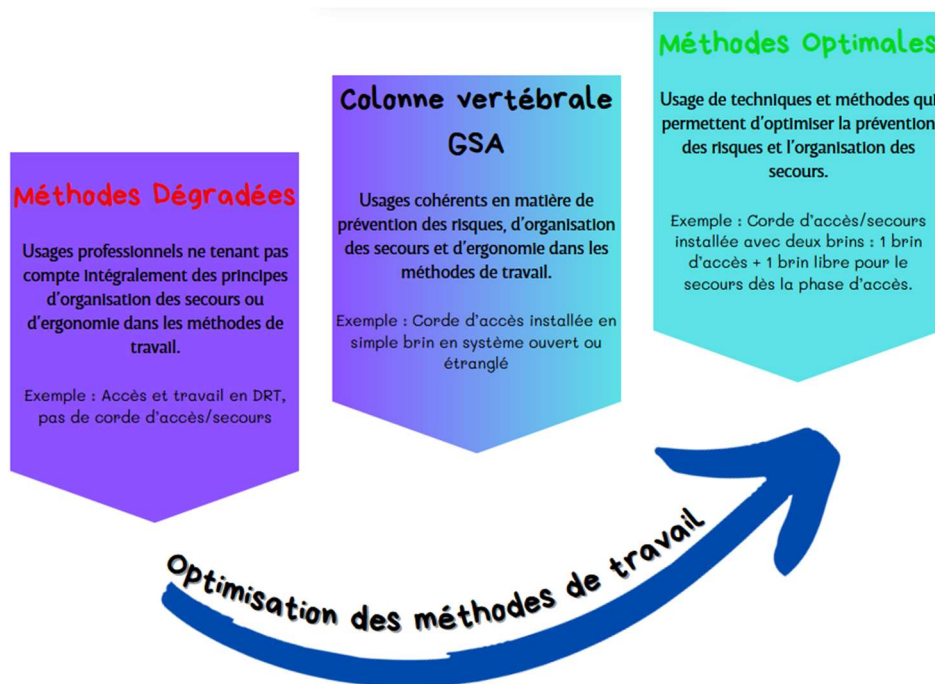 Méthodes Dégradées
Usages professionnels ne tenant pas
compte intégralement des principes
d'organisation des secours ou
d'ergonomie dans les méthodes de
travail.
Exemple : Accès et travail en DRT,
pas de corde d'accès/secours
Colonne vertébrale
GSA
Usages cohérents en matière de
prévention des risques, d'organisation
des secours et d'ergonomie dans les
méthodes de travail.
Exemple : Corde d'accès installée en
simple brin en système ouvert ou
étranglé
Méthodes Optimales
Usage de techniques et méthodes qui
permettent d'optimiser la prévention
des risques et l'organisation des
secours.
Exemple : Corde d'accès/secours
installée avec deux brins : 1 brin
d'accès + 1 brin libre pour le
secours dès la phase d'accès.
Optimisation des méthodes de travail